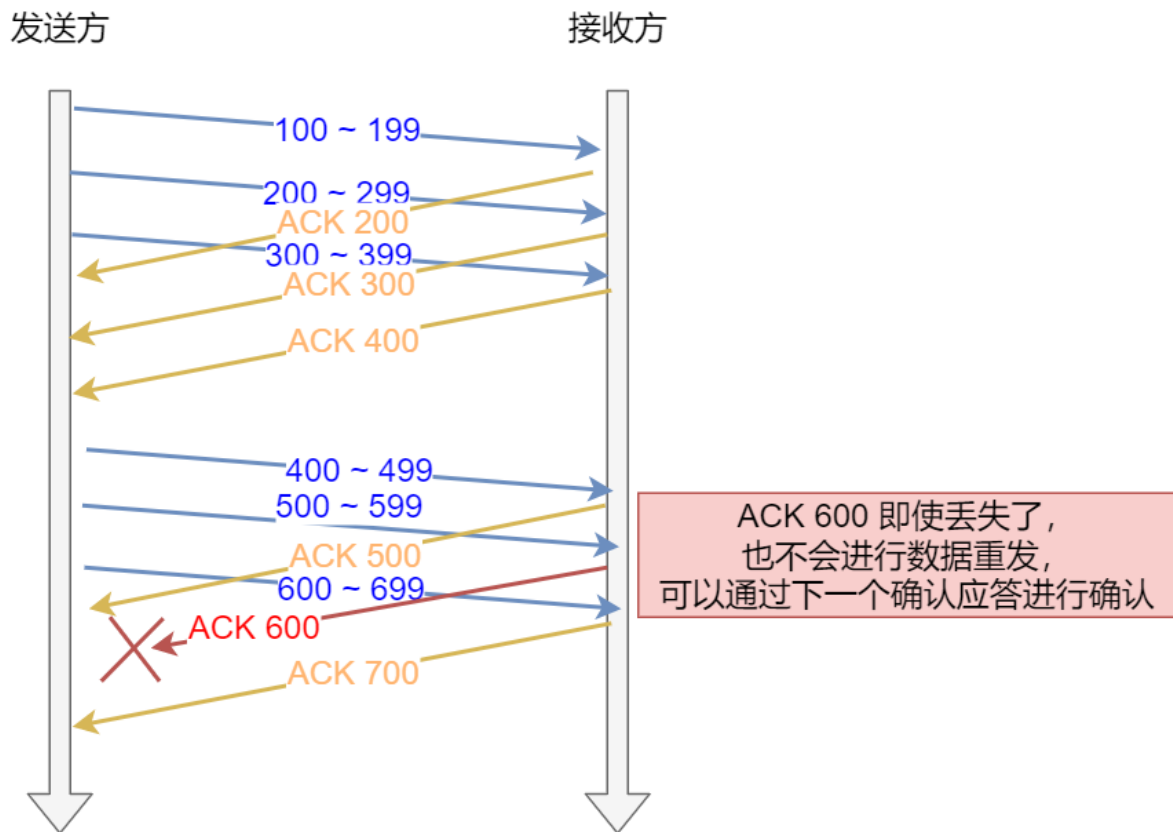 发送方
接收方
100 ~ 199
200 ~ 299
ACK 200
300 ~ 399
ACK 300
ACK 400
400 ~ 499
500 ~ 599
ACK 500
600 ~ 699
ACK 600
ACK 700
ACK 600 即使丢失了，
也不会进行数据重发，
可以通过下一个确认应答进行确认